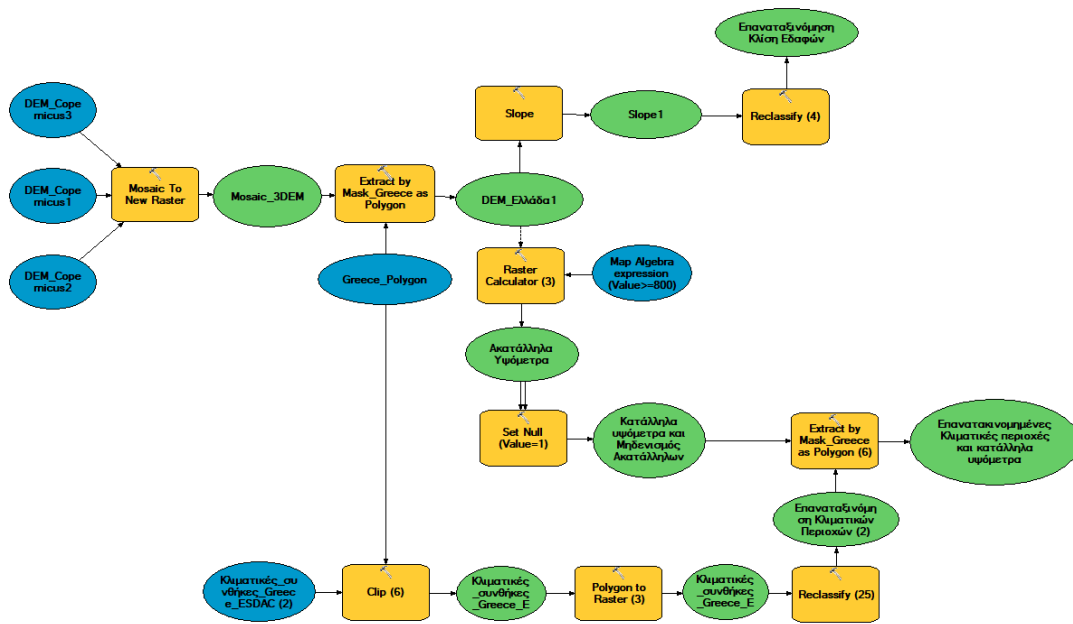 Επαναταξινόμηση
Κλίση Εδαφών
DEM_Cope
rnicus3
Slope
Slope1
Reclassify (4)
DEM_Cope
rnicus1
Mosaic To
New Raster
Mosaic_3DEM
Extract by
Mask_Greece as
Polygon
DEM_Ελλάδα1
DEM_Cope
rnicus2
Greece_Polygon
Raster
Calculator (3)
Map Algebra
expression
(Value>=800)
Ακατάλληλα
Υψόμετρα
Set Null
(Value=1)
Κατάλληλα
υψόμετρα και
Μηδενισμός
Ακατάλληλων
Extract by
Mask_Greece
as Polygon (6)
Επανατακινομημένες
Κλιματικές περιοχές
και κατάλληλα
υψόμετρα
Επαναταξινόμη
ση Κλιματικών
Περιοχών (2)
Κλιματικές_συ
νθήκες_Greec
e_ESDAC (2)
Clip (6)
Κλιματικές
_συνθήκες
_Greece_E
Polygon to
Raster (3)
Κλιματικές
_συνθήκες
_Greece_E
Reclassify (25)